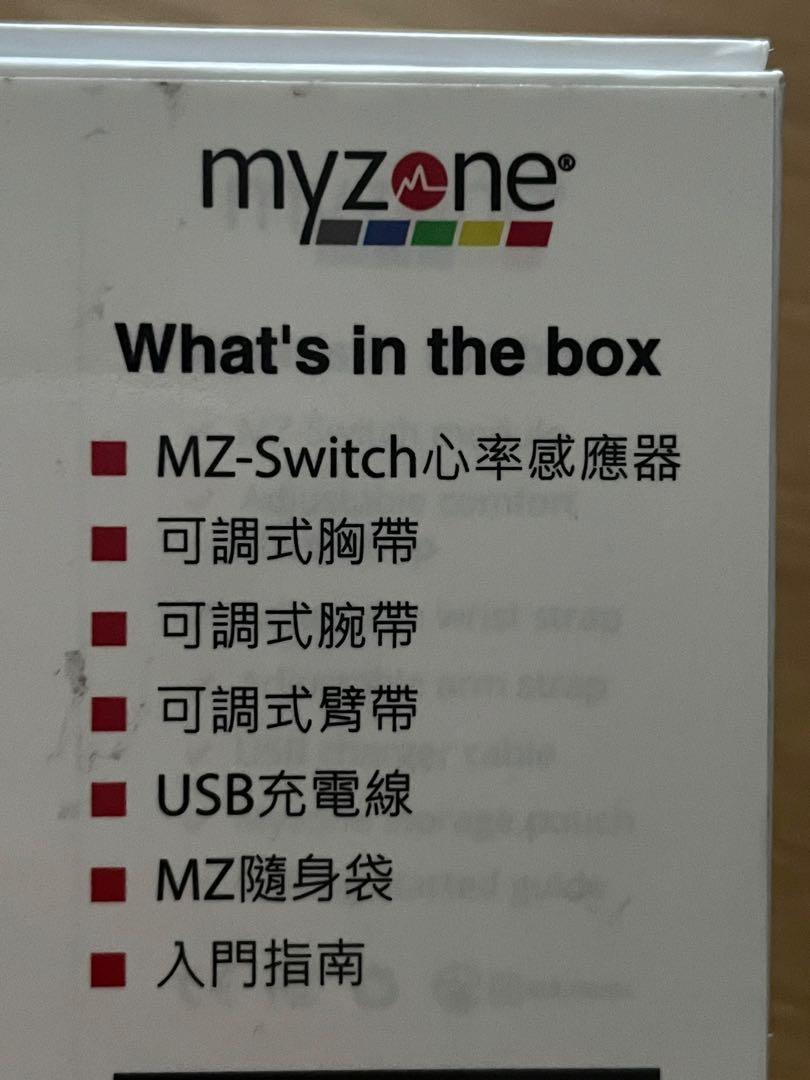 myzone®
What's in the box
MZ-Switch心率感應器
可調式胸帶
可調式腕帶
可調式臂帶
USB充電線
MZ隨身袋
入門指南